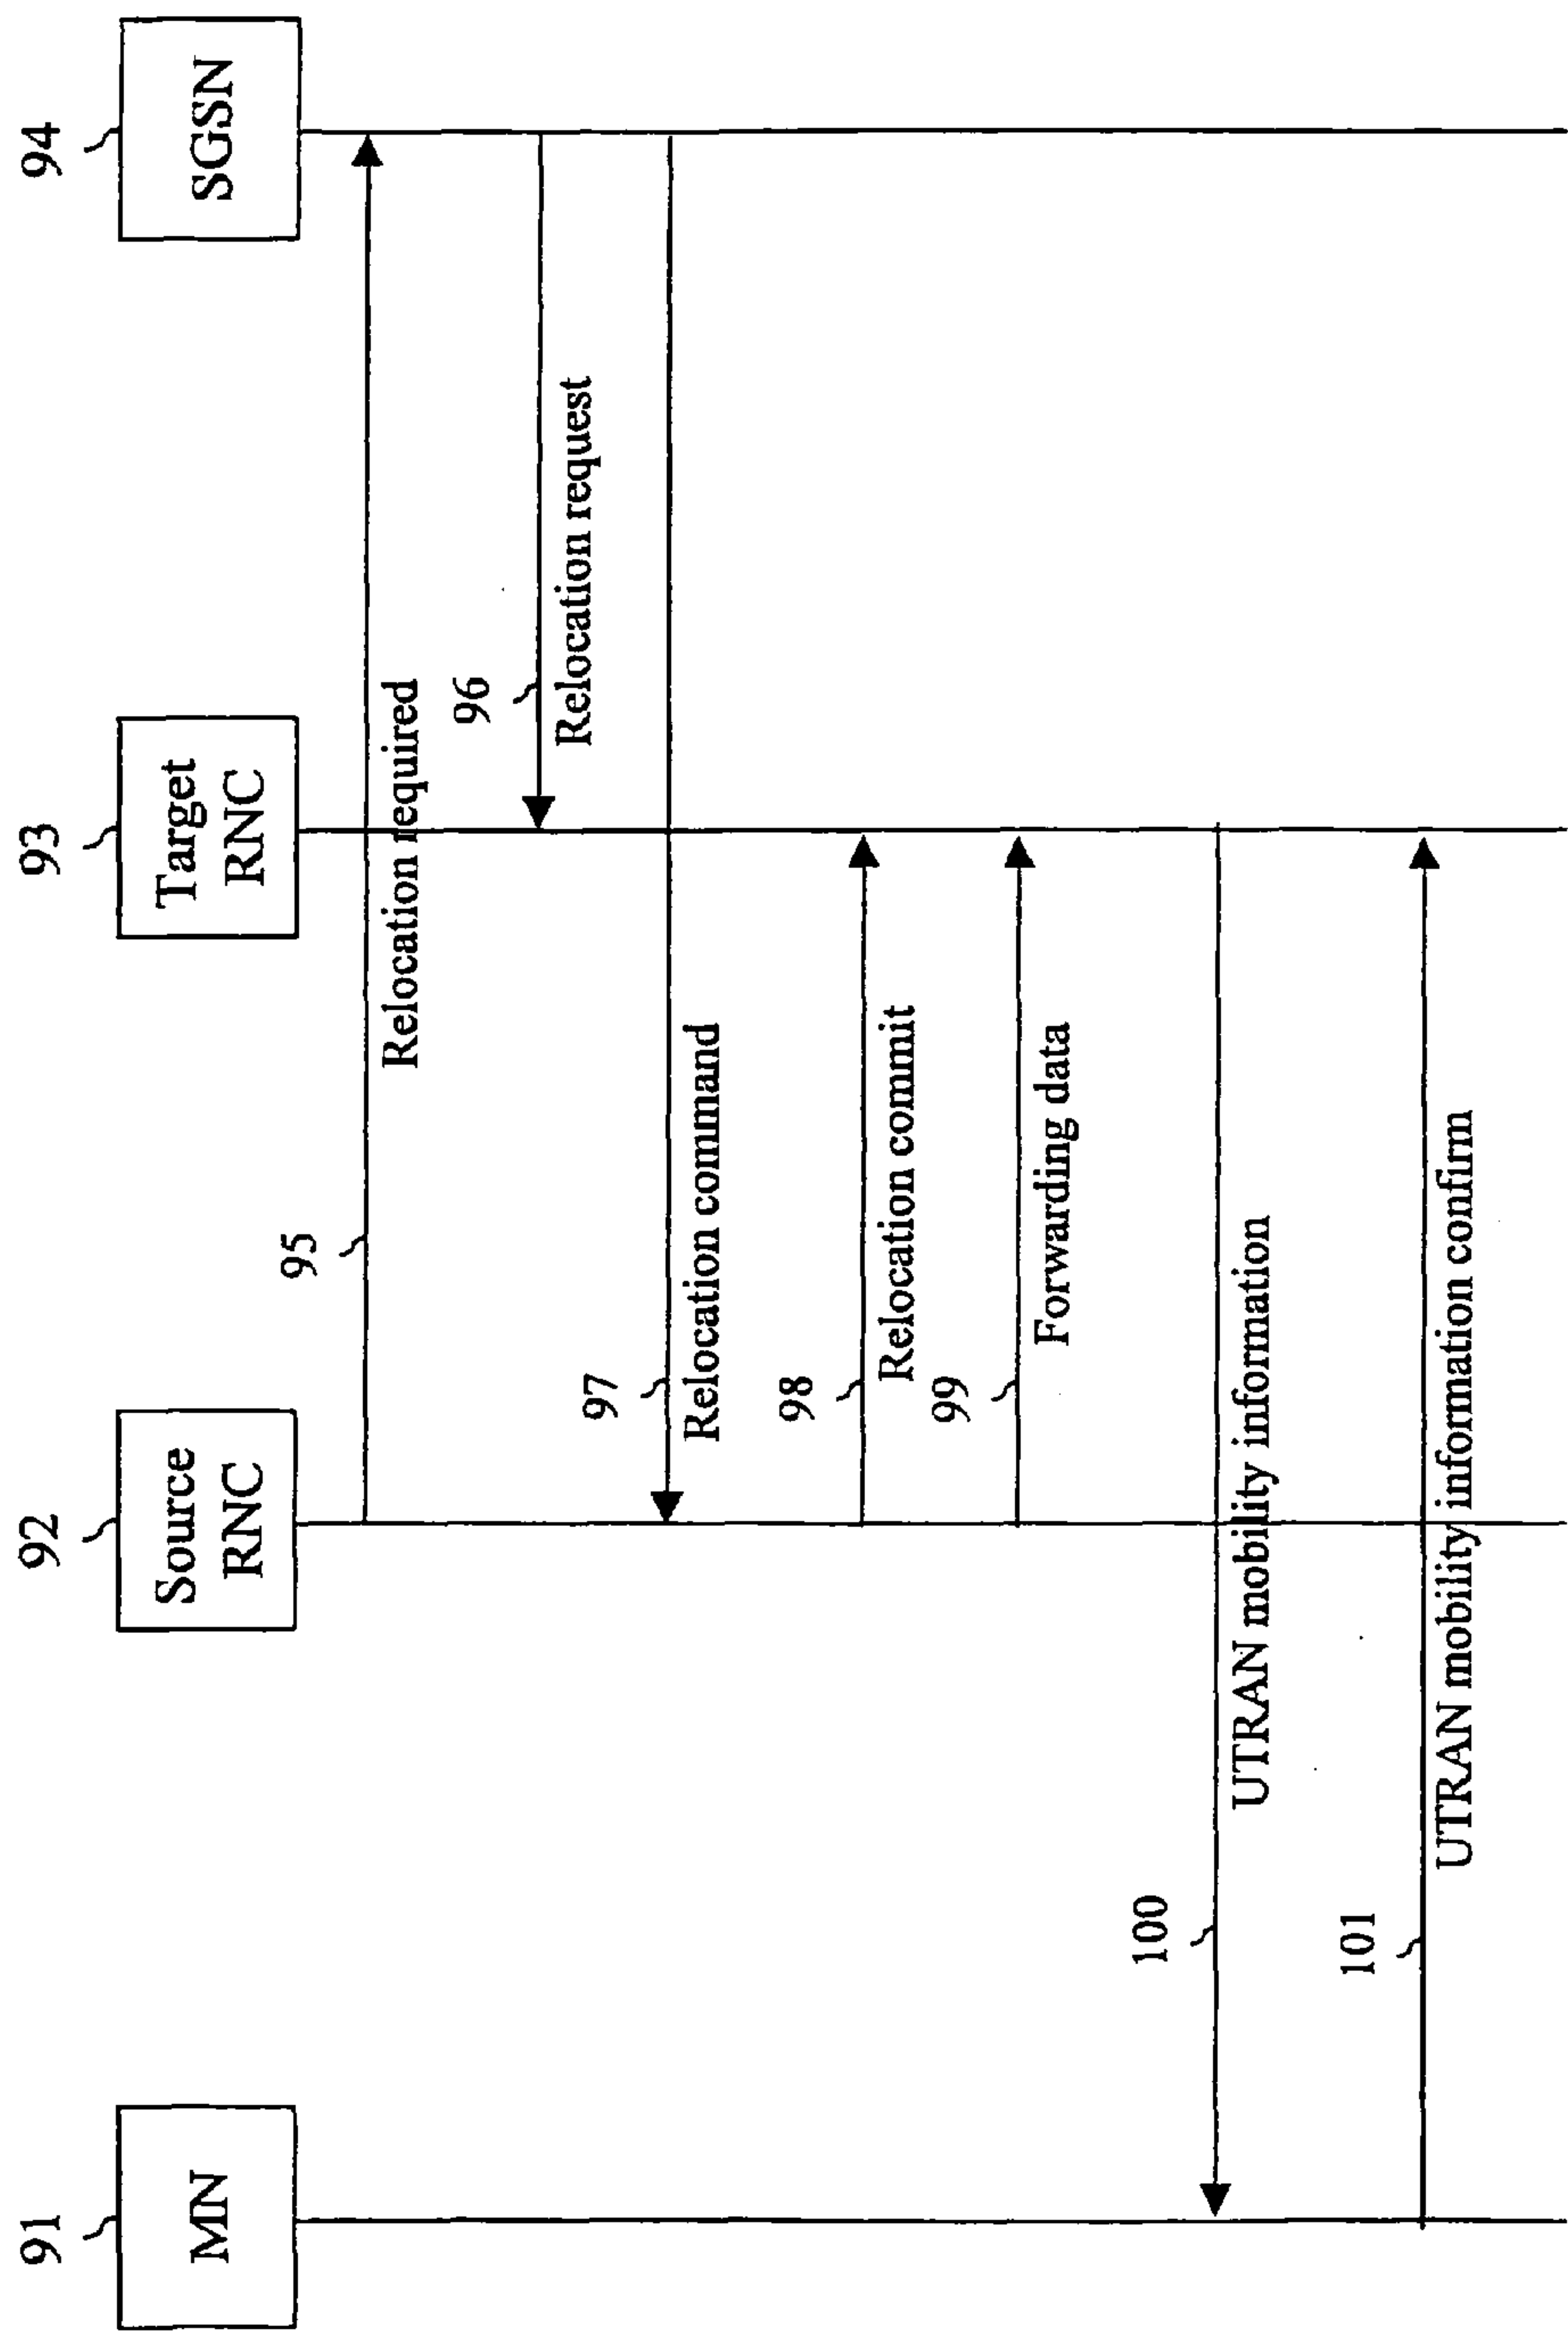 91
MN
92
Source
RNC
93
Target
RNC
94
SGSN
95
Relocation required
96
Relocation request
97
Relocation command
98
Relocation commit
99
Forwarding data
100
UTRAN mobility information
101
UTRAN mobility information confirm